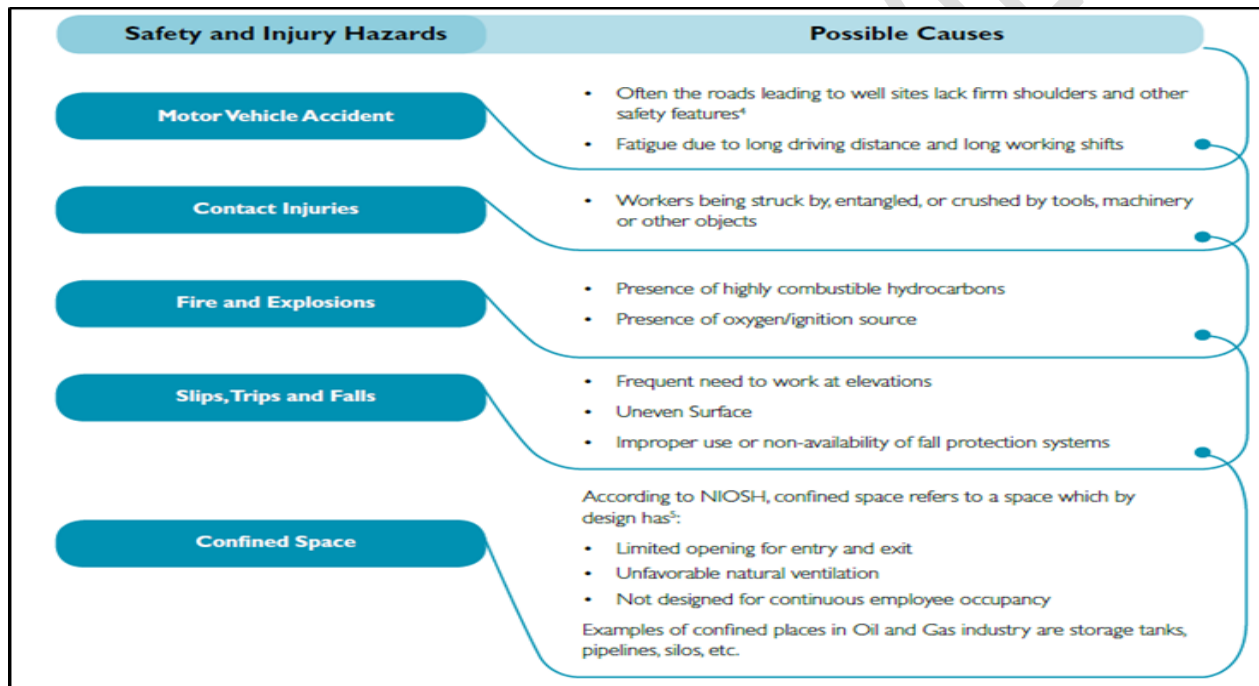 Safety and Injury Hazards
Possible Causes
Motor Vehicle Accident
• Often the roads leading to well sites lack firm shoulders and other
safety features⁴
• Fatigue due to long driving distance and long working shifts
Contact Injuries
• Workers being struck by, entangled, or crushed by tools, machinery
or other objects
Fire and Explosions
• Presence of highly combustible hydrocarbons
• Presence of oxygen/ignition source
Slips, Trips and Falls
• Frequent need to work at elevations
• Uneven Surface
• Improper use or non-availability of fall protection systems
Confined Space
According to NIOSH, confined space refers to a space which by
design has⁵:
• Limited opening for entry and exit
• Unfavorable natural ventilation
• Not designed for continuous employee occupancy
Examples of confined places in Oil and Gas industry are storage tanks,
pipelines, silos, etc.